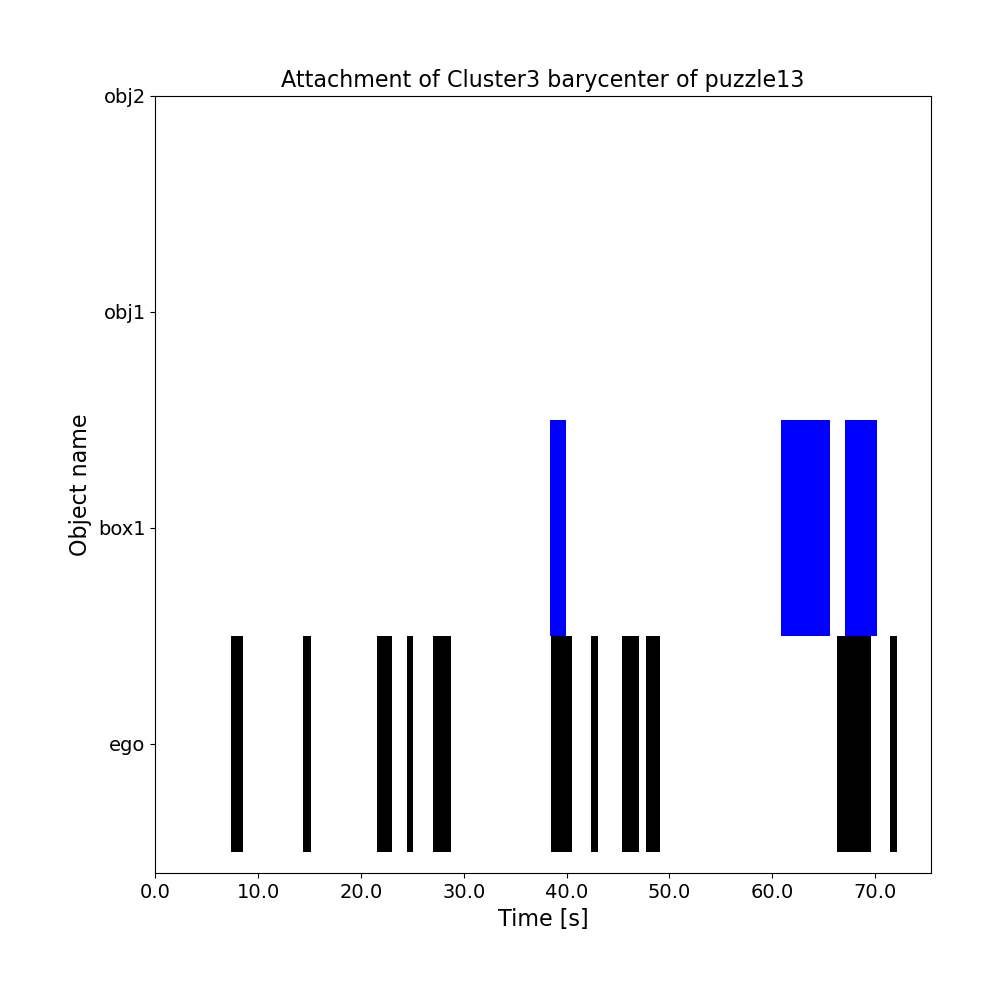 Attachment of Cluster3 barycenter of puzzle13
obj2
obj1
box1
ego
Object name
0.0 10.0 20.0 30.0 40.0 50.0 60.0 70.0
Time [s]